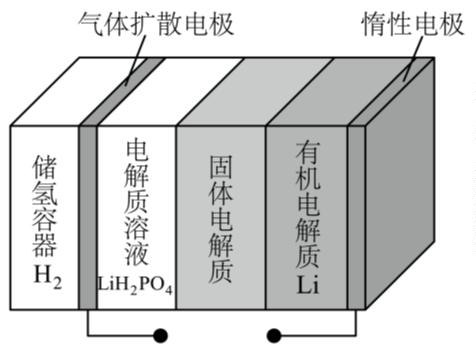 气体扩散电极
惰性电极
储氢容器
H₂
电解质溶液
LiH₂PO₄
固体电解质
有机电解质
Li